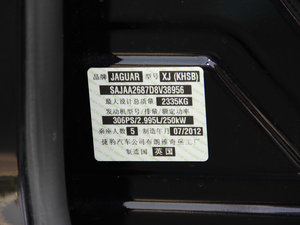 品牌 JAGUAR 型号 XJ (KHSB)
SAJAA2687D8V38956
最大设计总质量 2335KG
发动机型号/排量/额定功率
306PS/2.995L/250kW
乘座人数 5 制造年月 07/2012
捷豹汽车公司布朗维奇堡工厂
制造国 英国